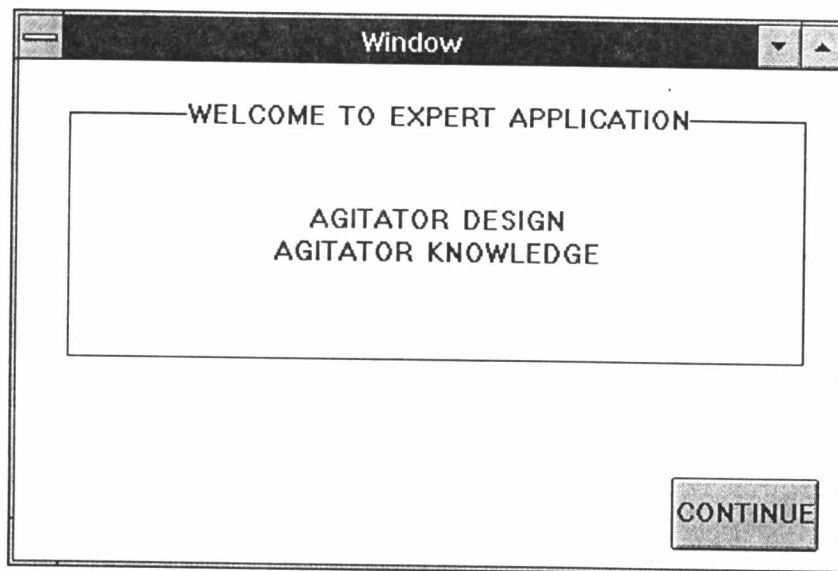 Window
WELCOME TO EXPERT APPLICATION
AGITATOR DESIGN
AGITATOR KNOWLEDGE
CONTINUE